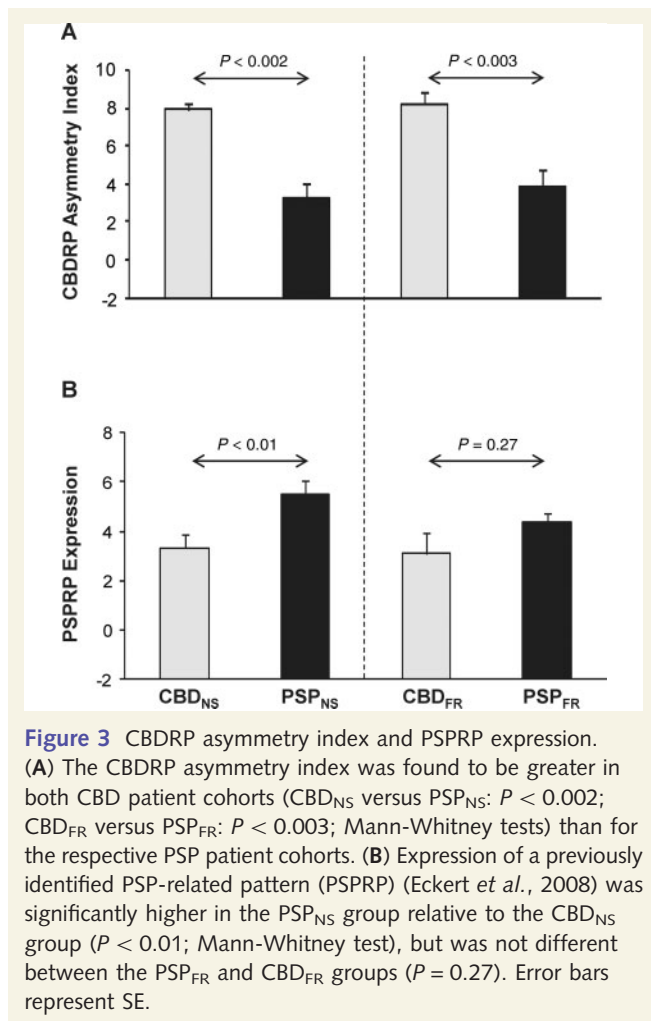 A
P < 0.002
P < 0.003
CBDRP Asymmetry Index
10
8
6
4
2
0
-2
B
P < 0.01
P = 0.27
PSPRP Expression
8
6
4
2
0
-2
CBDNS PSPNS CBDFR PSPFR
Figure 3 CBDRP asymmetry index and PSPRP expression.
(A) The CBDRP asymmetry index was found to be greater in
both CBD patient cohorts (CBDNS versus PSPNS: P < 0.002;
CBDFR versus PSPFR: P < 0.003; Mann-Whitney tests) than for
the respective PSP patient cohorts. (B) Expression of a previously
identified PSP-related pattern (PSPRP) (Eckert et al., 2008) was
significantly higher in the PSPNS group relative to the CBDNS
group (P < 0.01; Mann-Whitney test), but was not different
between the PSPFR and CBDFR groups (P = 0.27). Error bars
represent SE.